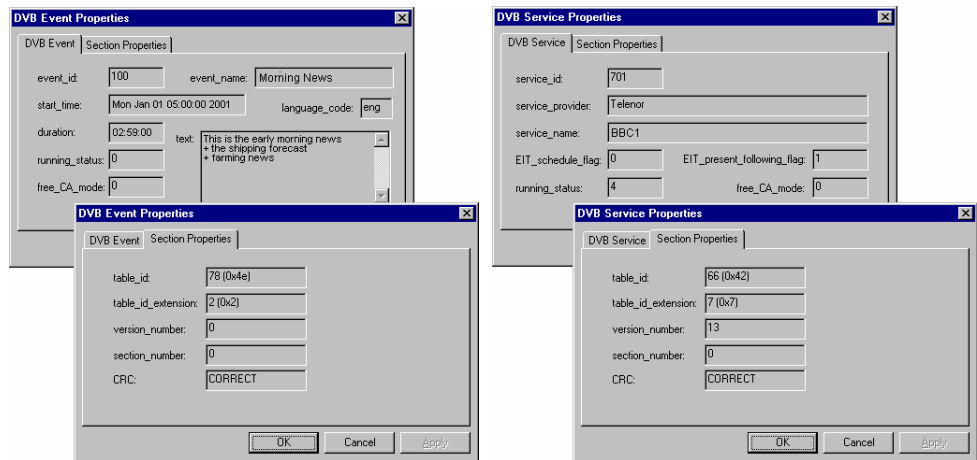 DVB Event Properties
DVB Event Section Properties
event_id: 100 event_name: Morning News
start_time: Mon Jan 01 05:00:00 2001 language_code: eng
duration: 02:59:00 text: This is the early morning news
+ the shipping forecast
running_status: 0 + farming news
free_CA_mode: 0
DVB Event Properties
DVB Event Section Properties
table_id: 78 (0x4e)
table_id_extension: 2 (0x2)
version_number: 0
section_number: 0
CRC: CORRECT
OK Cancel Apply
DVB Service Properties
DVB Service Section Properties
service_id: 701
service_provider: Telenor
service_name: BBC1
EIT_schedule_flag: 0 EIT_present_following_flag: 1
running_status: 4 free_CA_mode: 0
DVB Service Properties
DVB Service Section Properties
table_id: 66 (0x42)
table_id_extension: 7 (0x7)
version_number: 13
section_number: 0
CRC: CORRECT
OK Cancel Apply